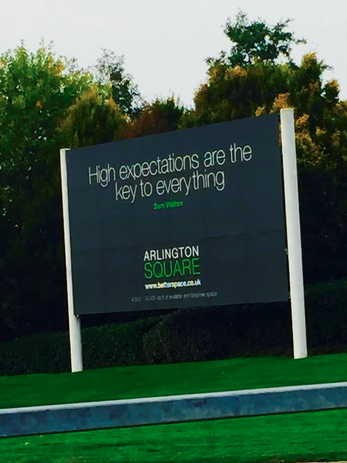 High expectations are the
key to everything
Sam Walton
ARLINGTON
SQUARE
www.betterspace.co.uk